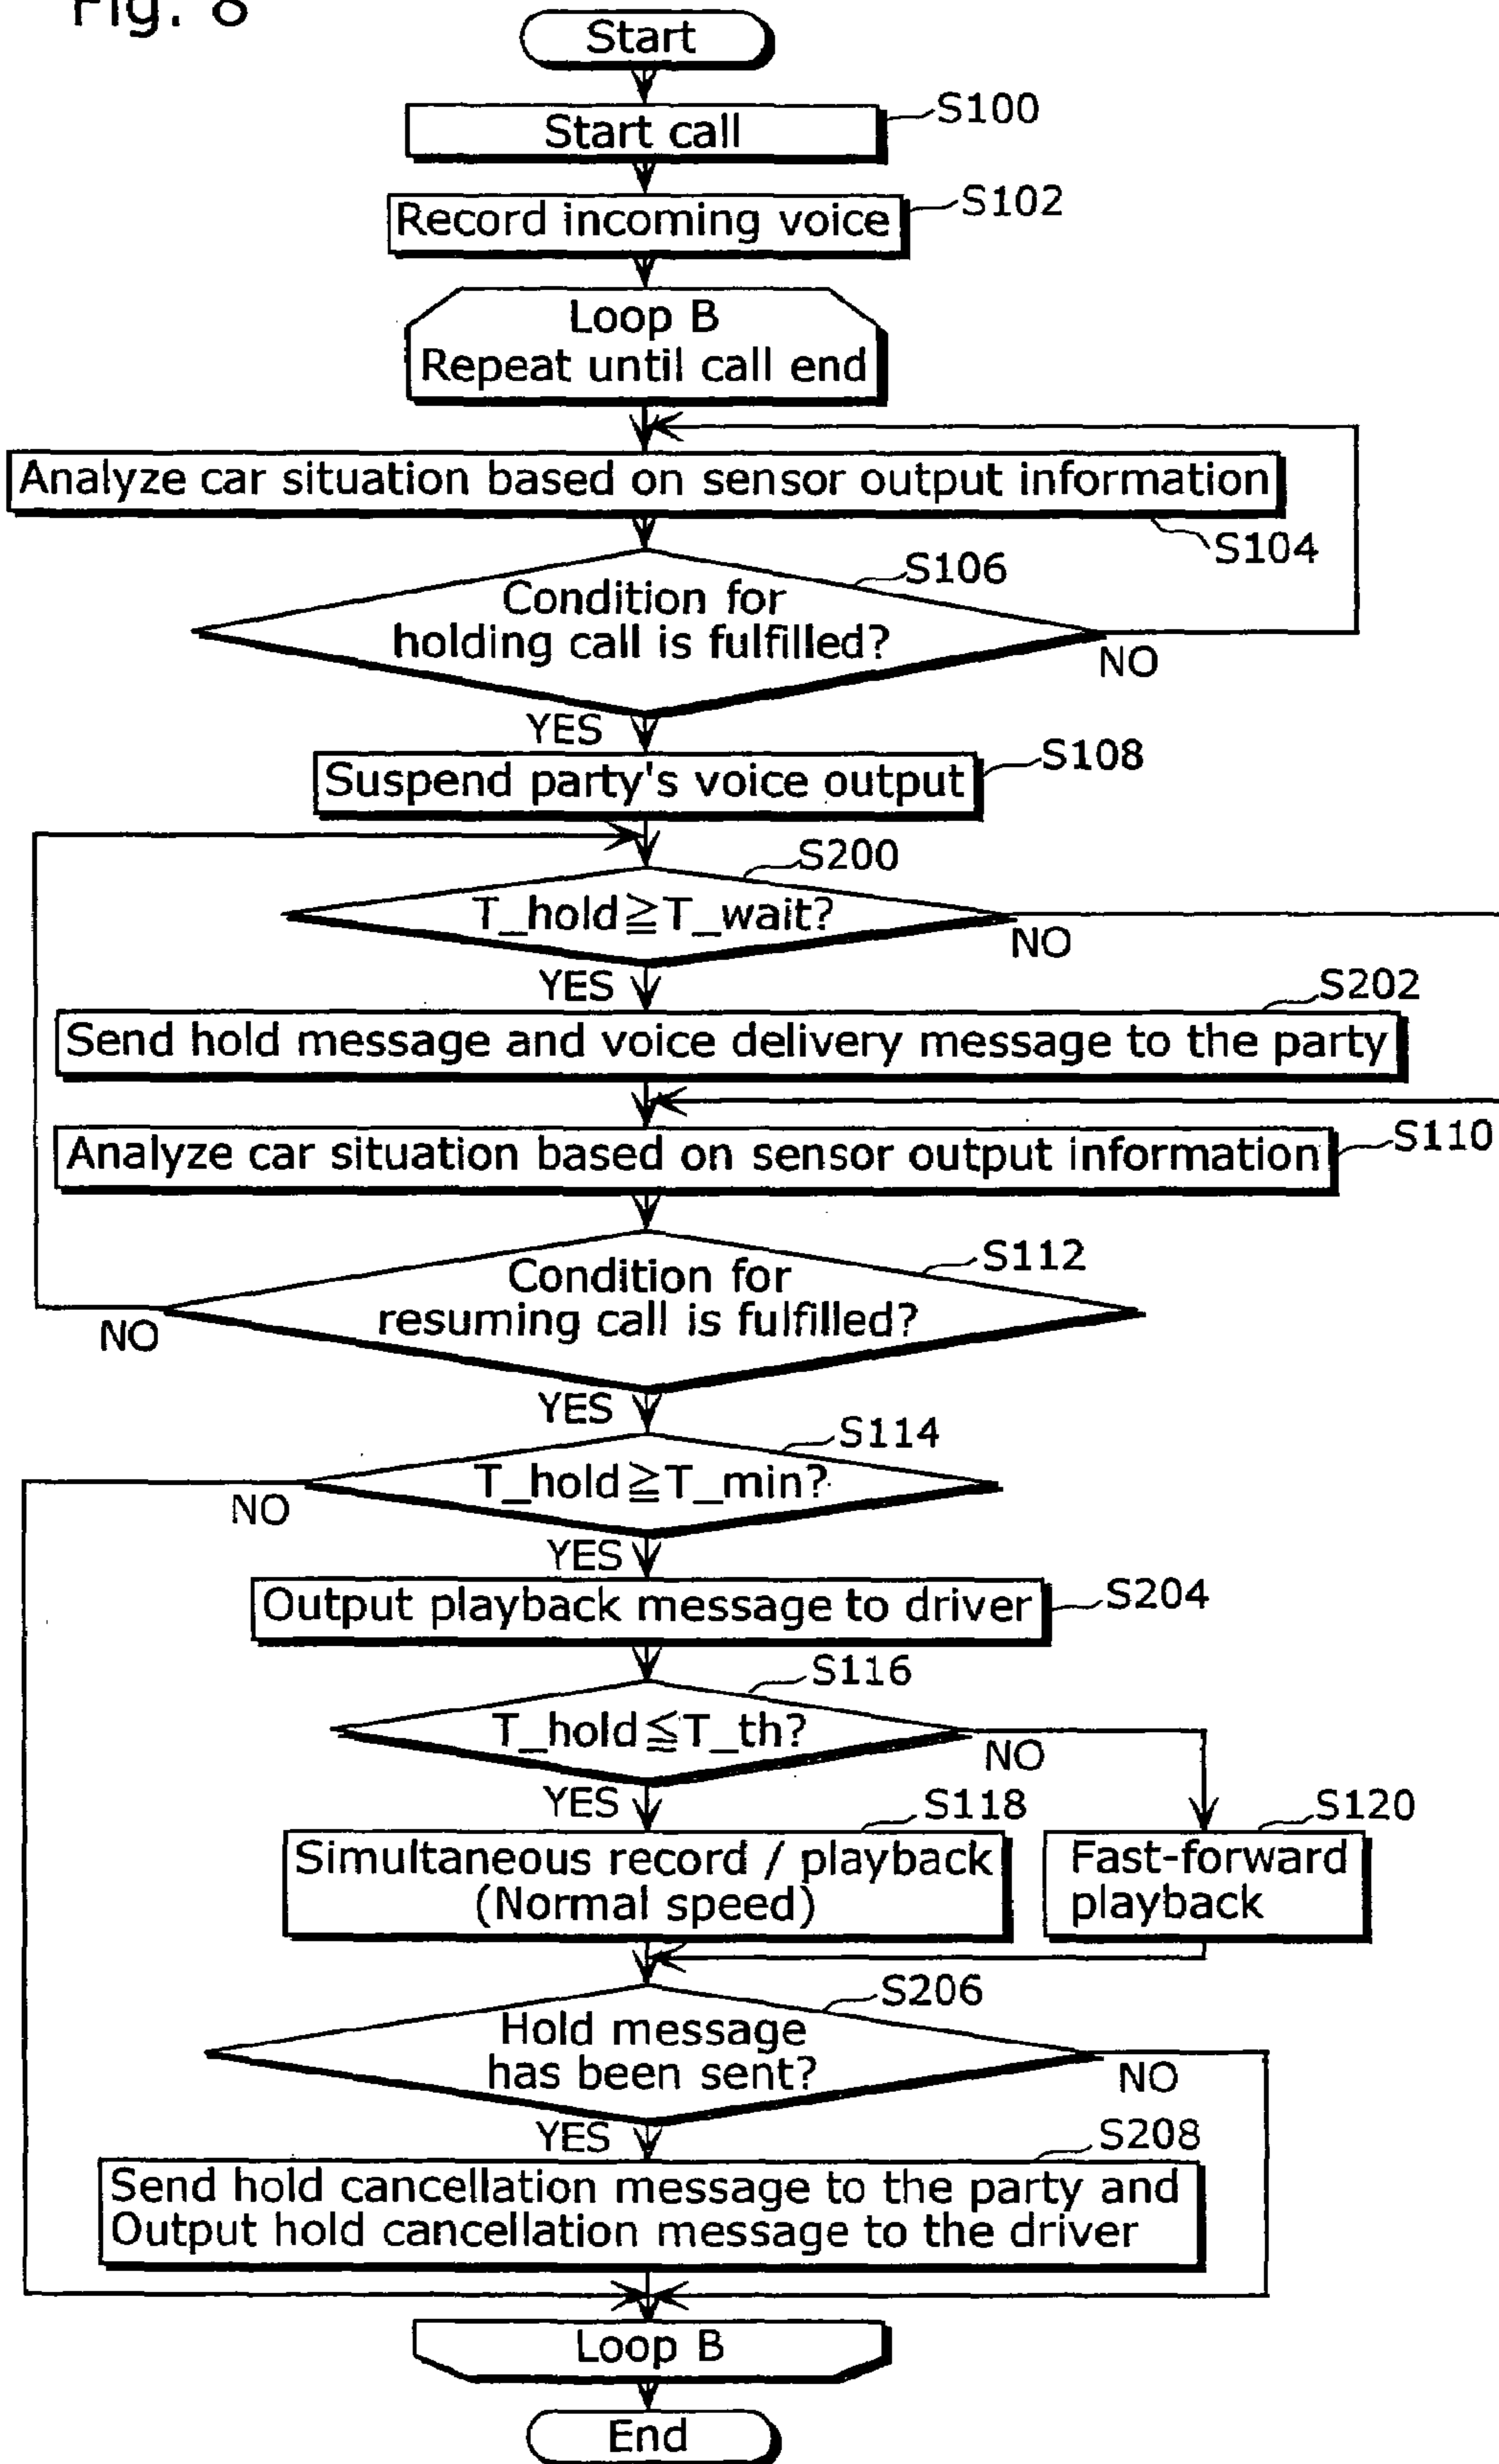 Fig. 8
Start
Start call
S100
Record incoming voice
S102
Loop B
Repeat until call end
Analyze car situation based on sensor output information
S104
S106
Condition for
holding call is fulfilled?
NO
YES
Suspend party's voice output
S108
S200
T_hold≧T_wait?
NO
YES
S202
Send hold message and voice delivery message to the party
Analyze car situation based on sensor output information
S110
S112
Condition for
resuming call is fulfilled?
NO
YES
S114
T_hold≧T_min?
NO
YES
Output playback message to driver
S204
S116
T_hold≦T_th?
NO
YES
S118
S120
Simultaneous record / playback
(Normal speed)
Fast-forward
playback
S206
Hold message
has been sent?
NO
YES
S208
Send hold cancellation message to the party and
Output hold cancellation message to the driver
Loop B
End